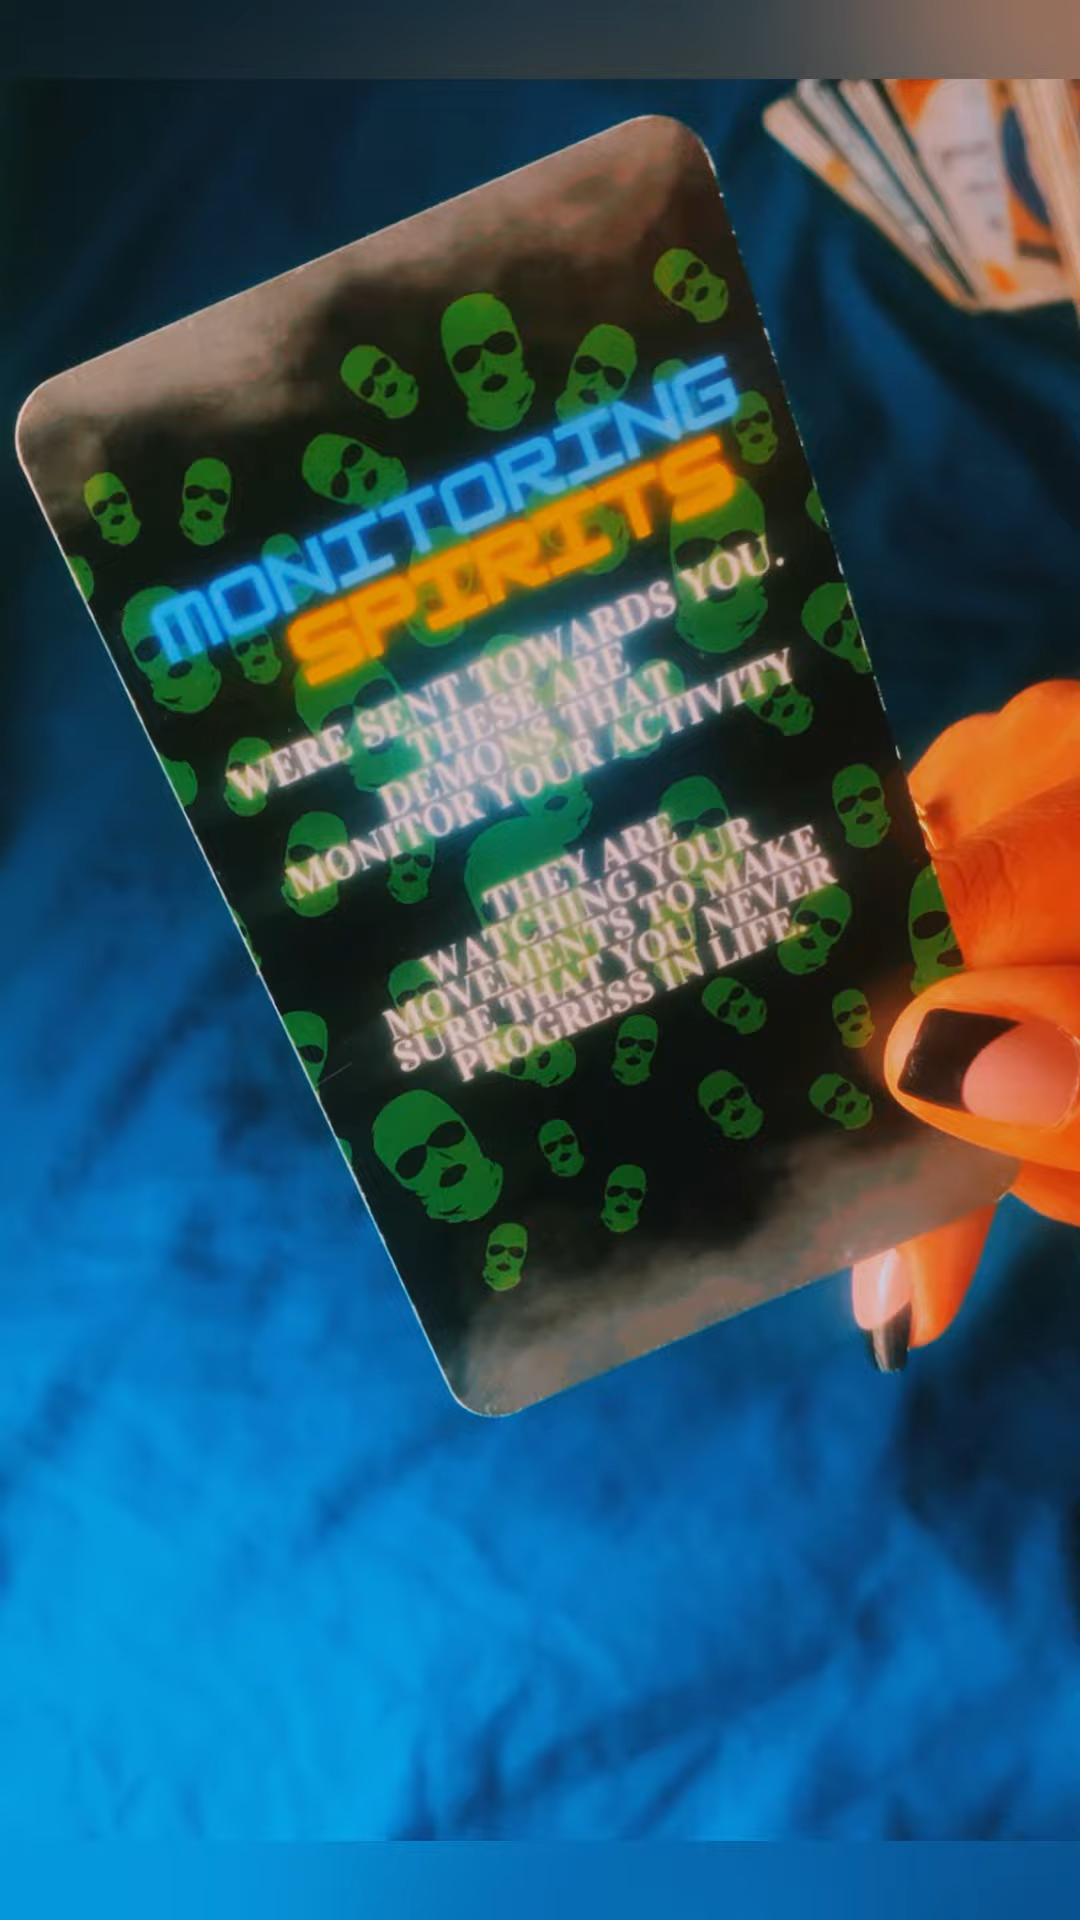 MONITORING
SPIRITS
WERE SENT TOWARDS YOU.
THESE ARE
DEMONS THAT
MONITOR YOUR ACTIVITY
THEY ARE
WATCHING YOUR
MOVEMENTS TO MAKE
SURE THAT YOU NEVER
PROGRESS IN LIFE.